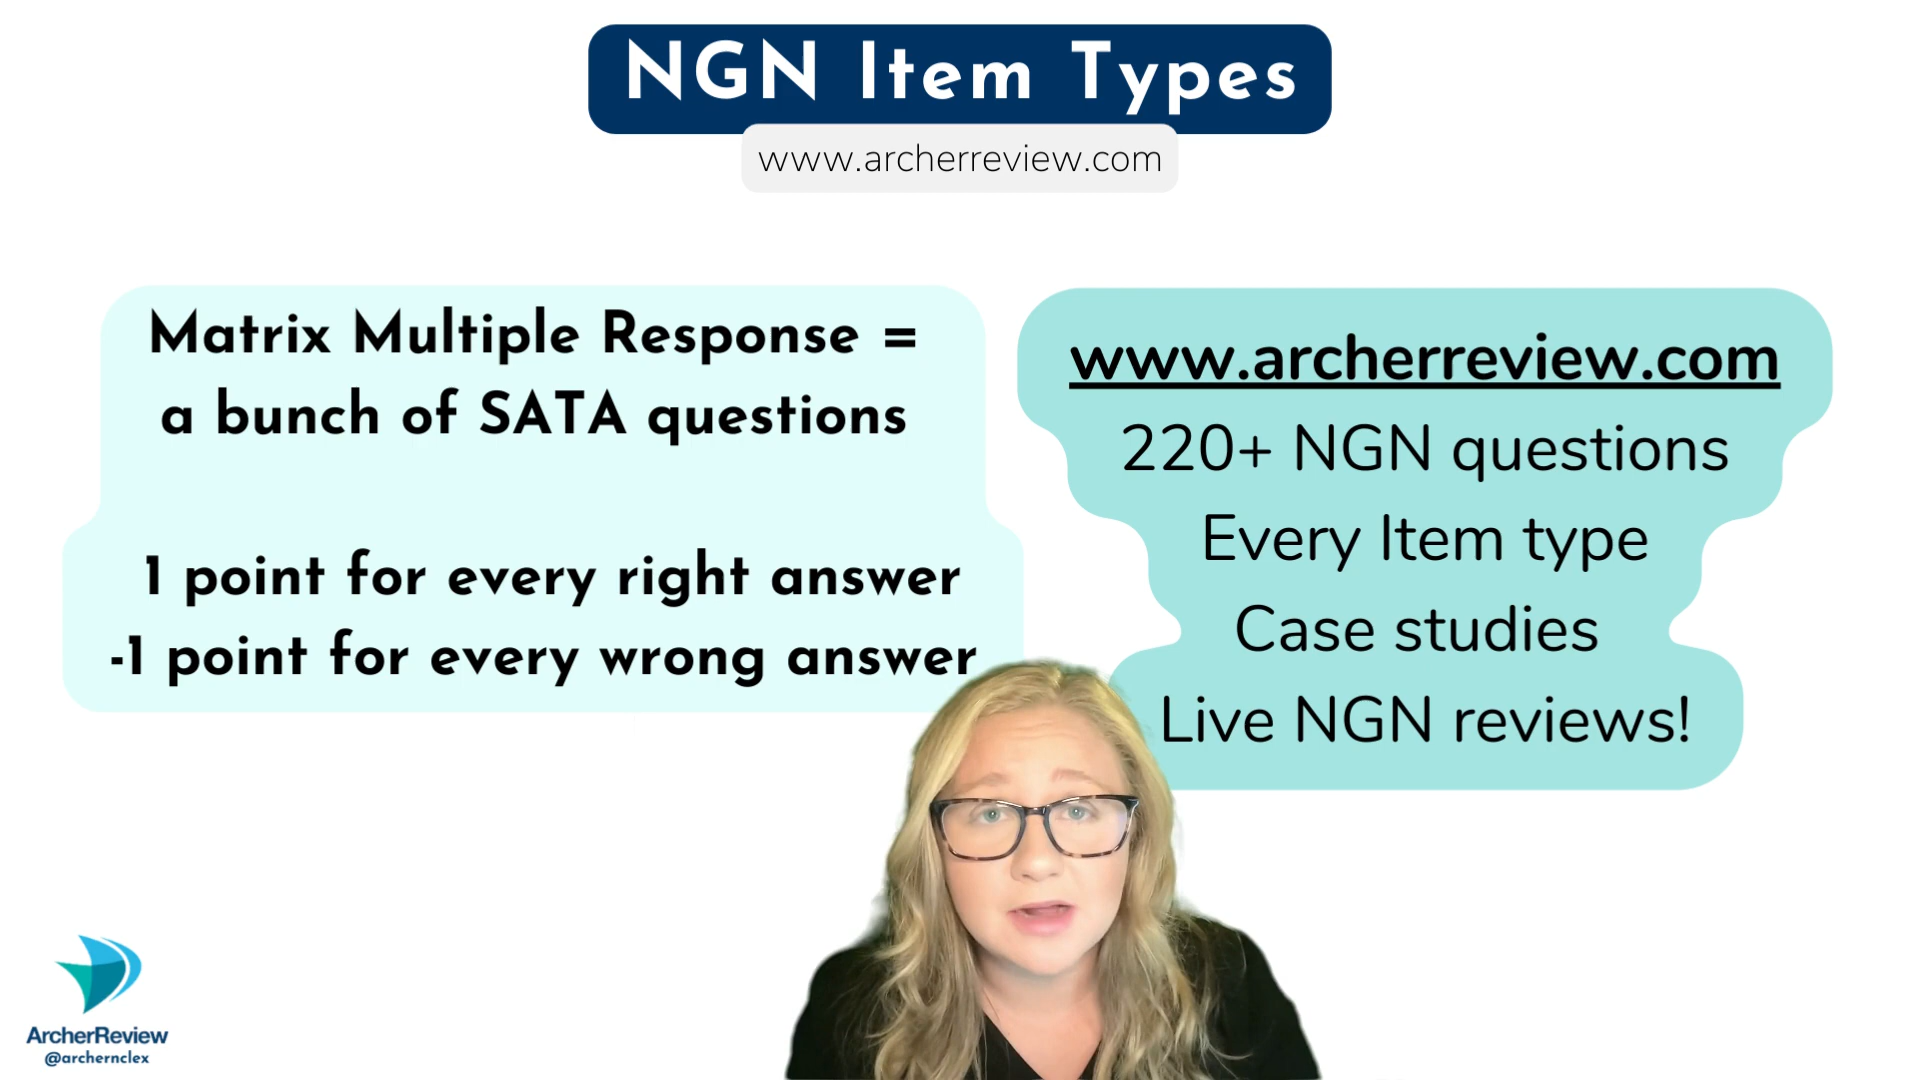 NGN Item Types
www.archerreview.com
Matrix Multiple Response =
a bunch of SATA questions
1 point for every right answer
-1 point for every wrong answer
www.archerreview.com
220+ NGN questions
Every Item type
Case studies
Live NGN reviews!
ArcherReview
@archernclex